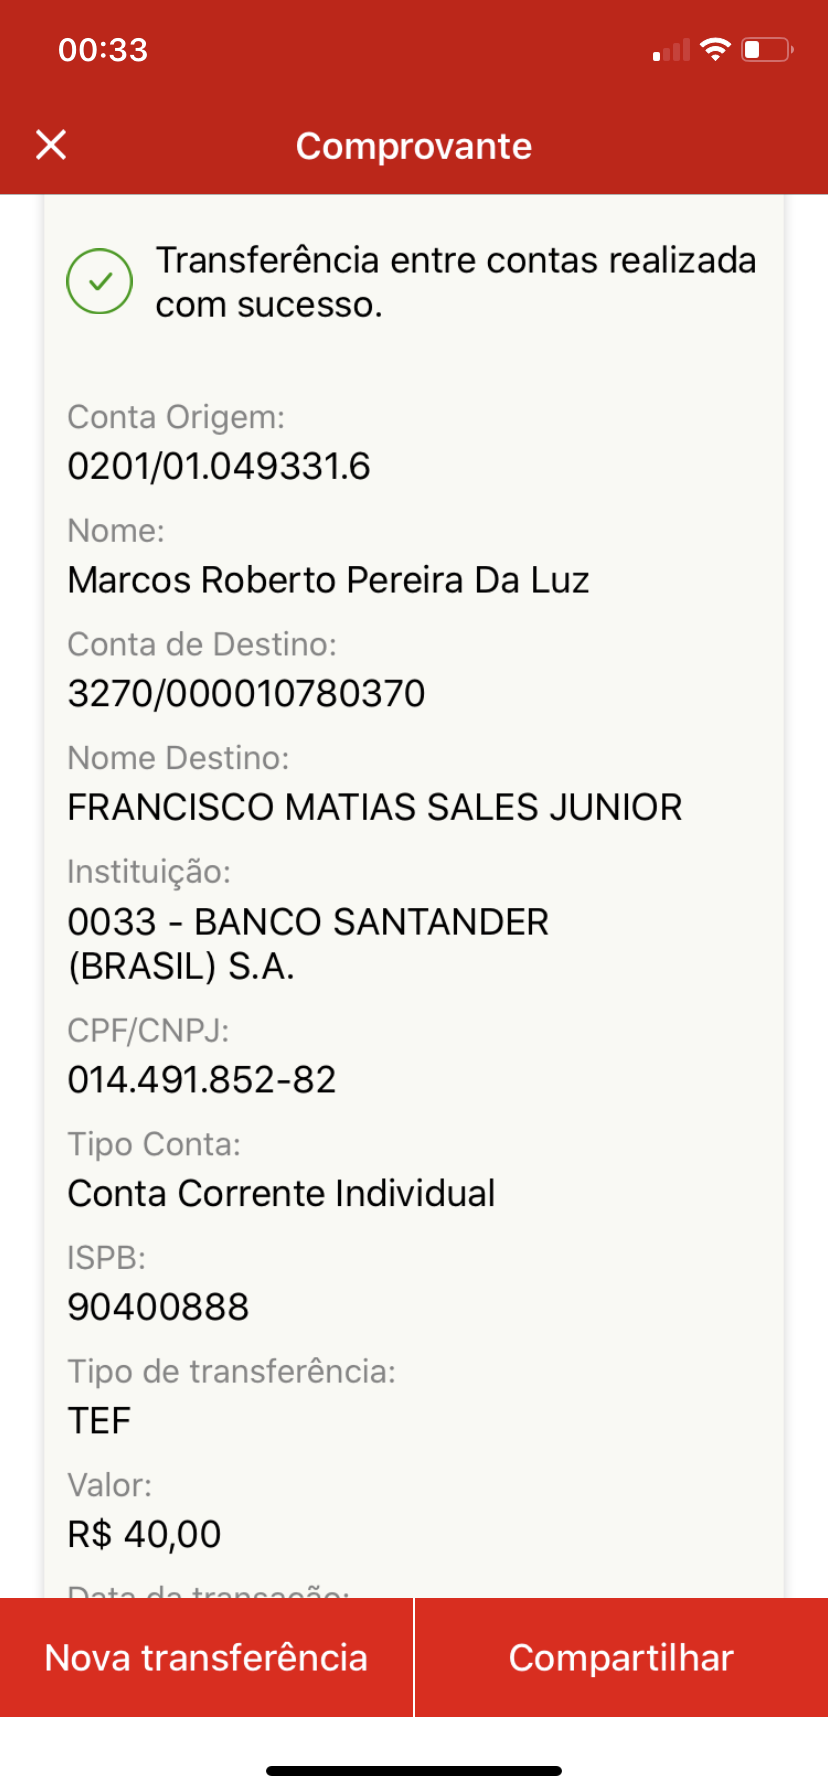 00:33
Comprovante
Transferência entre contas realizada
com sucesso.
Conta Origem:
0201/01.049331.6
Nome:
Marcos Roberto Pereira Da Luz
Conta de Destino:
3270/000010780370
Nome Destino:
FRANCISCO MATIAS SALES JUNIOR
Instituição:
0033 - BANCO SANTANDER
(BRASIL) S.A.
CPF/CNPJ:
014.491.852-82
Tipo Conta:
Conta Corrente Individual
ISPB:
90400888
Tipo de transferência:
TEF
Valor:
R$ 40,00
Data da transação:
Nova transferência
Compartilhar